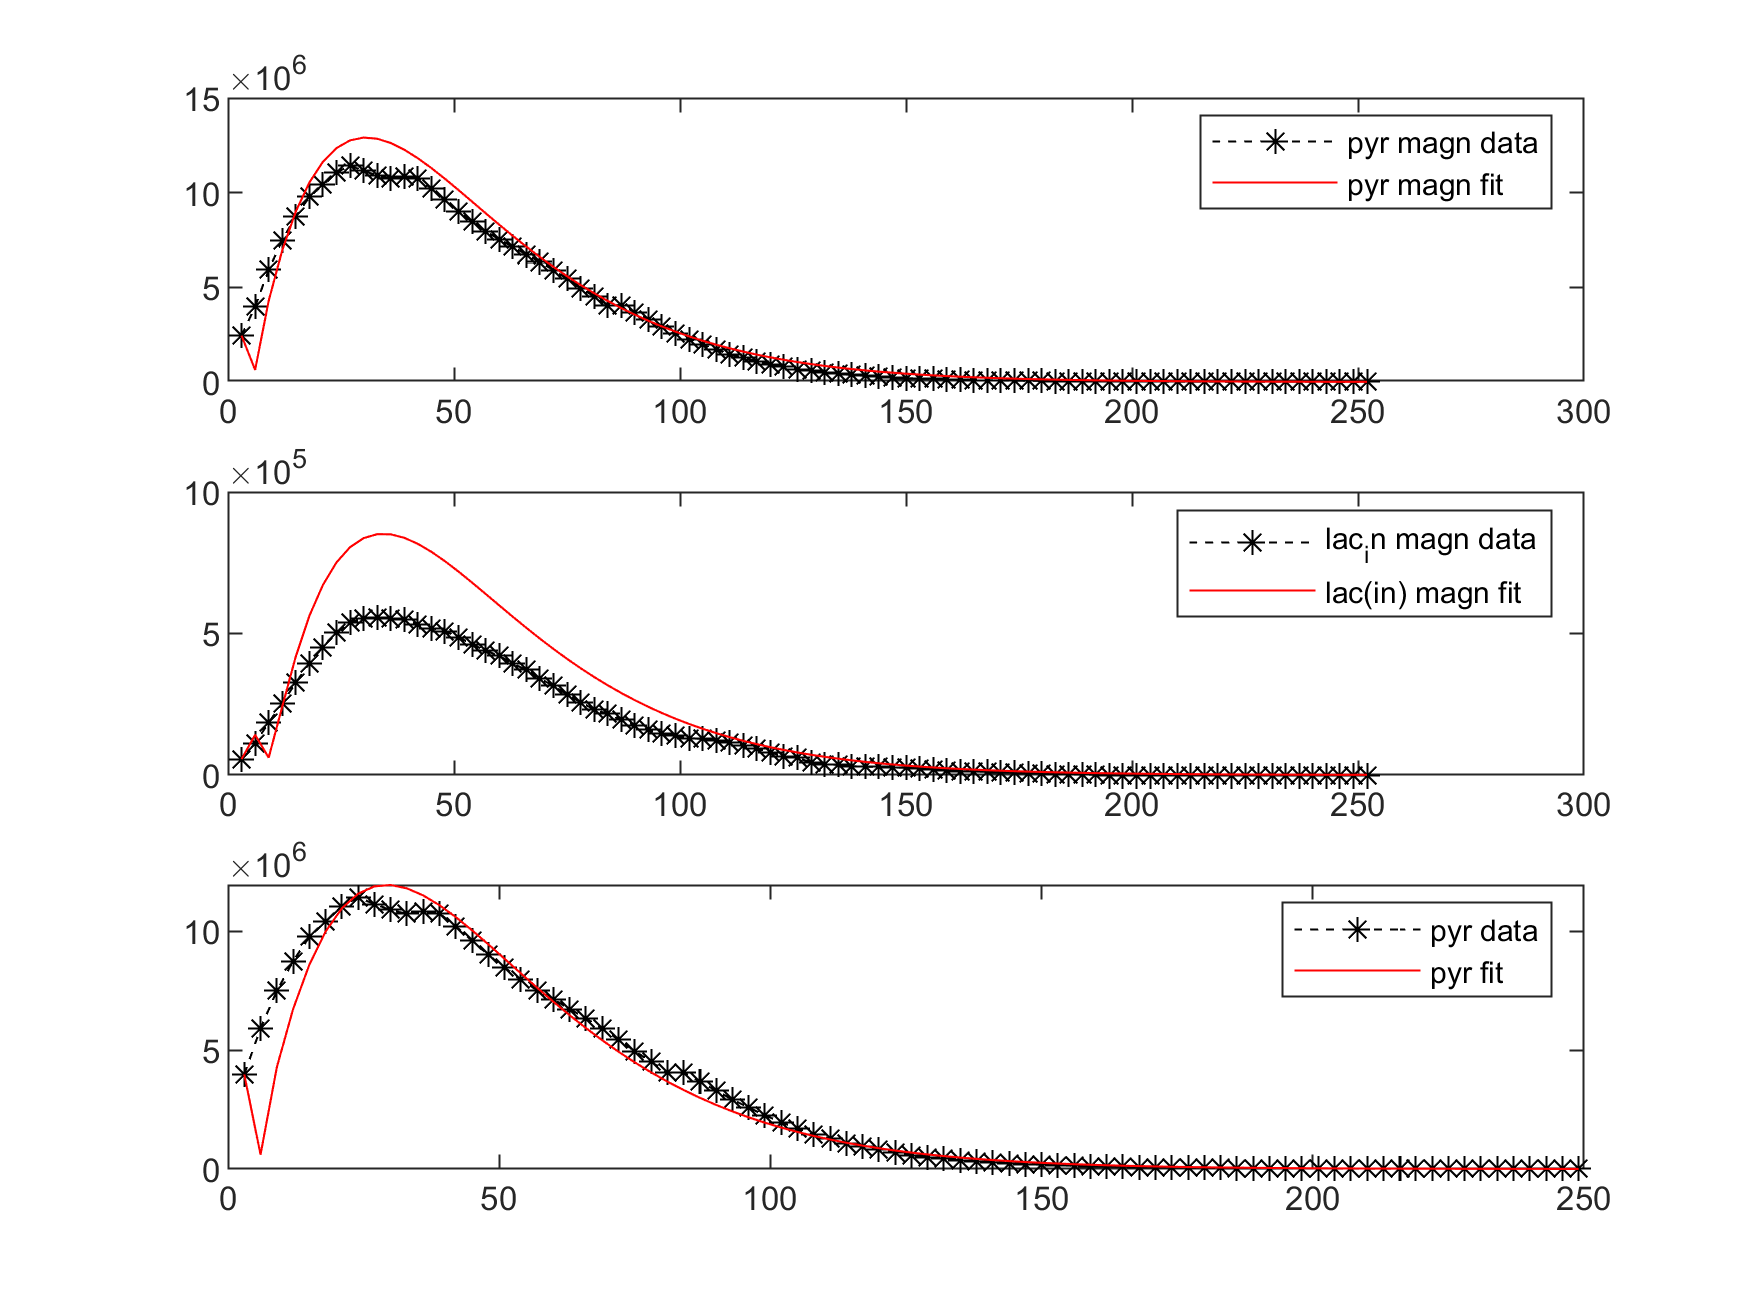 ×10^6
15
10
5
0
0 50 100 150 200 250 300
pyr magn data
pyr magn fit
×10^5
10
5
0
0 50 100 150 200 250 300
lac_in magn data
lac(in) magn fit
×10^6
10
5
0
0 50 100 150 200 250
pyr data
pyr fit